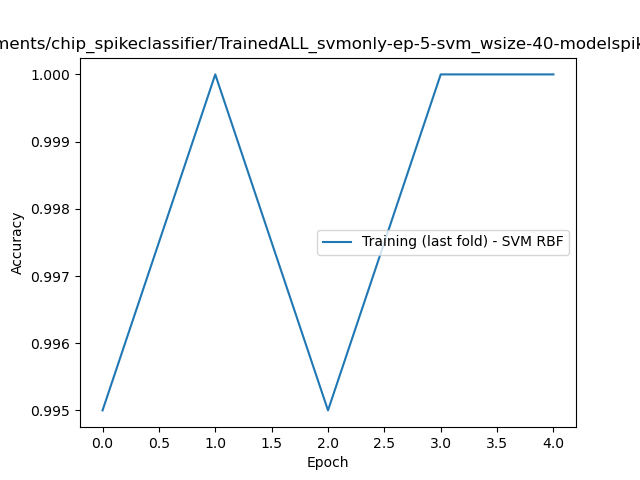 ments/chip_spikeclassifier/TrainedALL_svmonly-ep-5-svm_wsize-40-modelspik
1.000
0.999
0.998
0.997
0.996
0.995
Accuracy
Training (last fold) - SVM RBF
0.0 0.5 1.0 1.5 2.0 2.5 3.0 3.5 4.0
Epoch